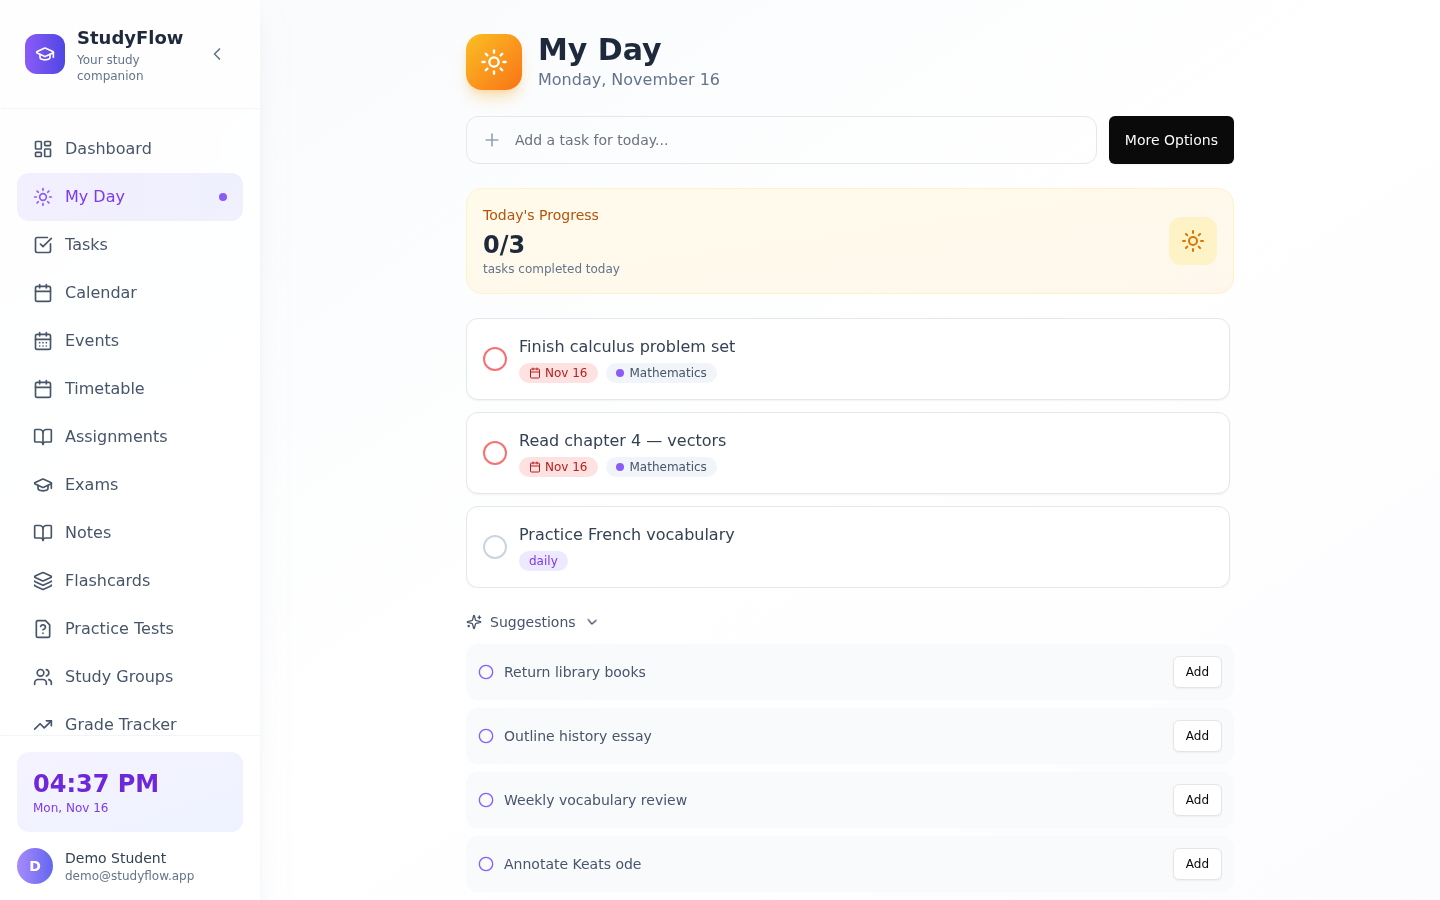 StudyFlow
Your study
companion
Dashboard
My Day
Tasks
Calendar
Events
Timetable
Assignments
Exams
Notes
Flashcards
Practice Tests
Study Groups
Grade Tracker
04:37 PM
Mon, Nov 16
D
Demo Student
demo@studyflow.app
My Day
Monday, November 16
Add a task for today...
More Options
Today's Progress
0/3
tasks completed today
Finish calculus problem set
Nov 16 Mathematics
Read chapter 4 — vectors
Nov 16 Mathematics
Practice French vocabulary
daily
Suggestions
Return library books Add
Outline history essay Add
Weekly vocabulary review Add
Annotate Keats ode Add